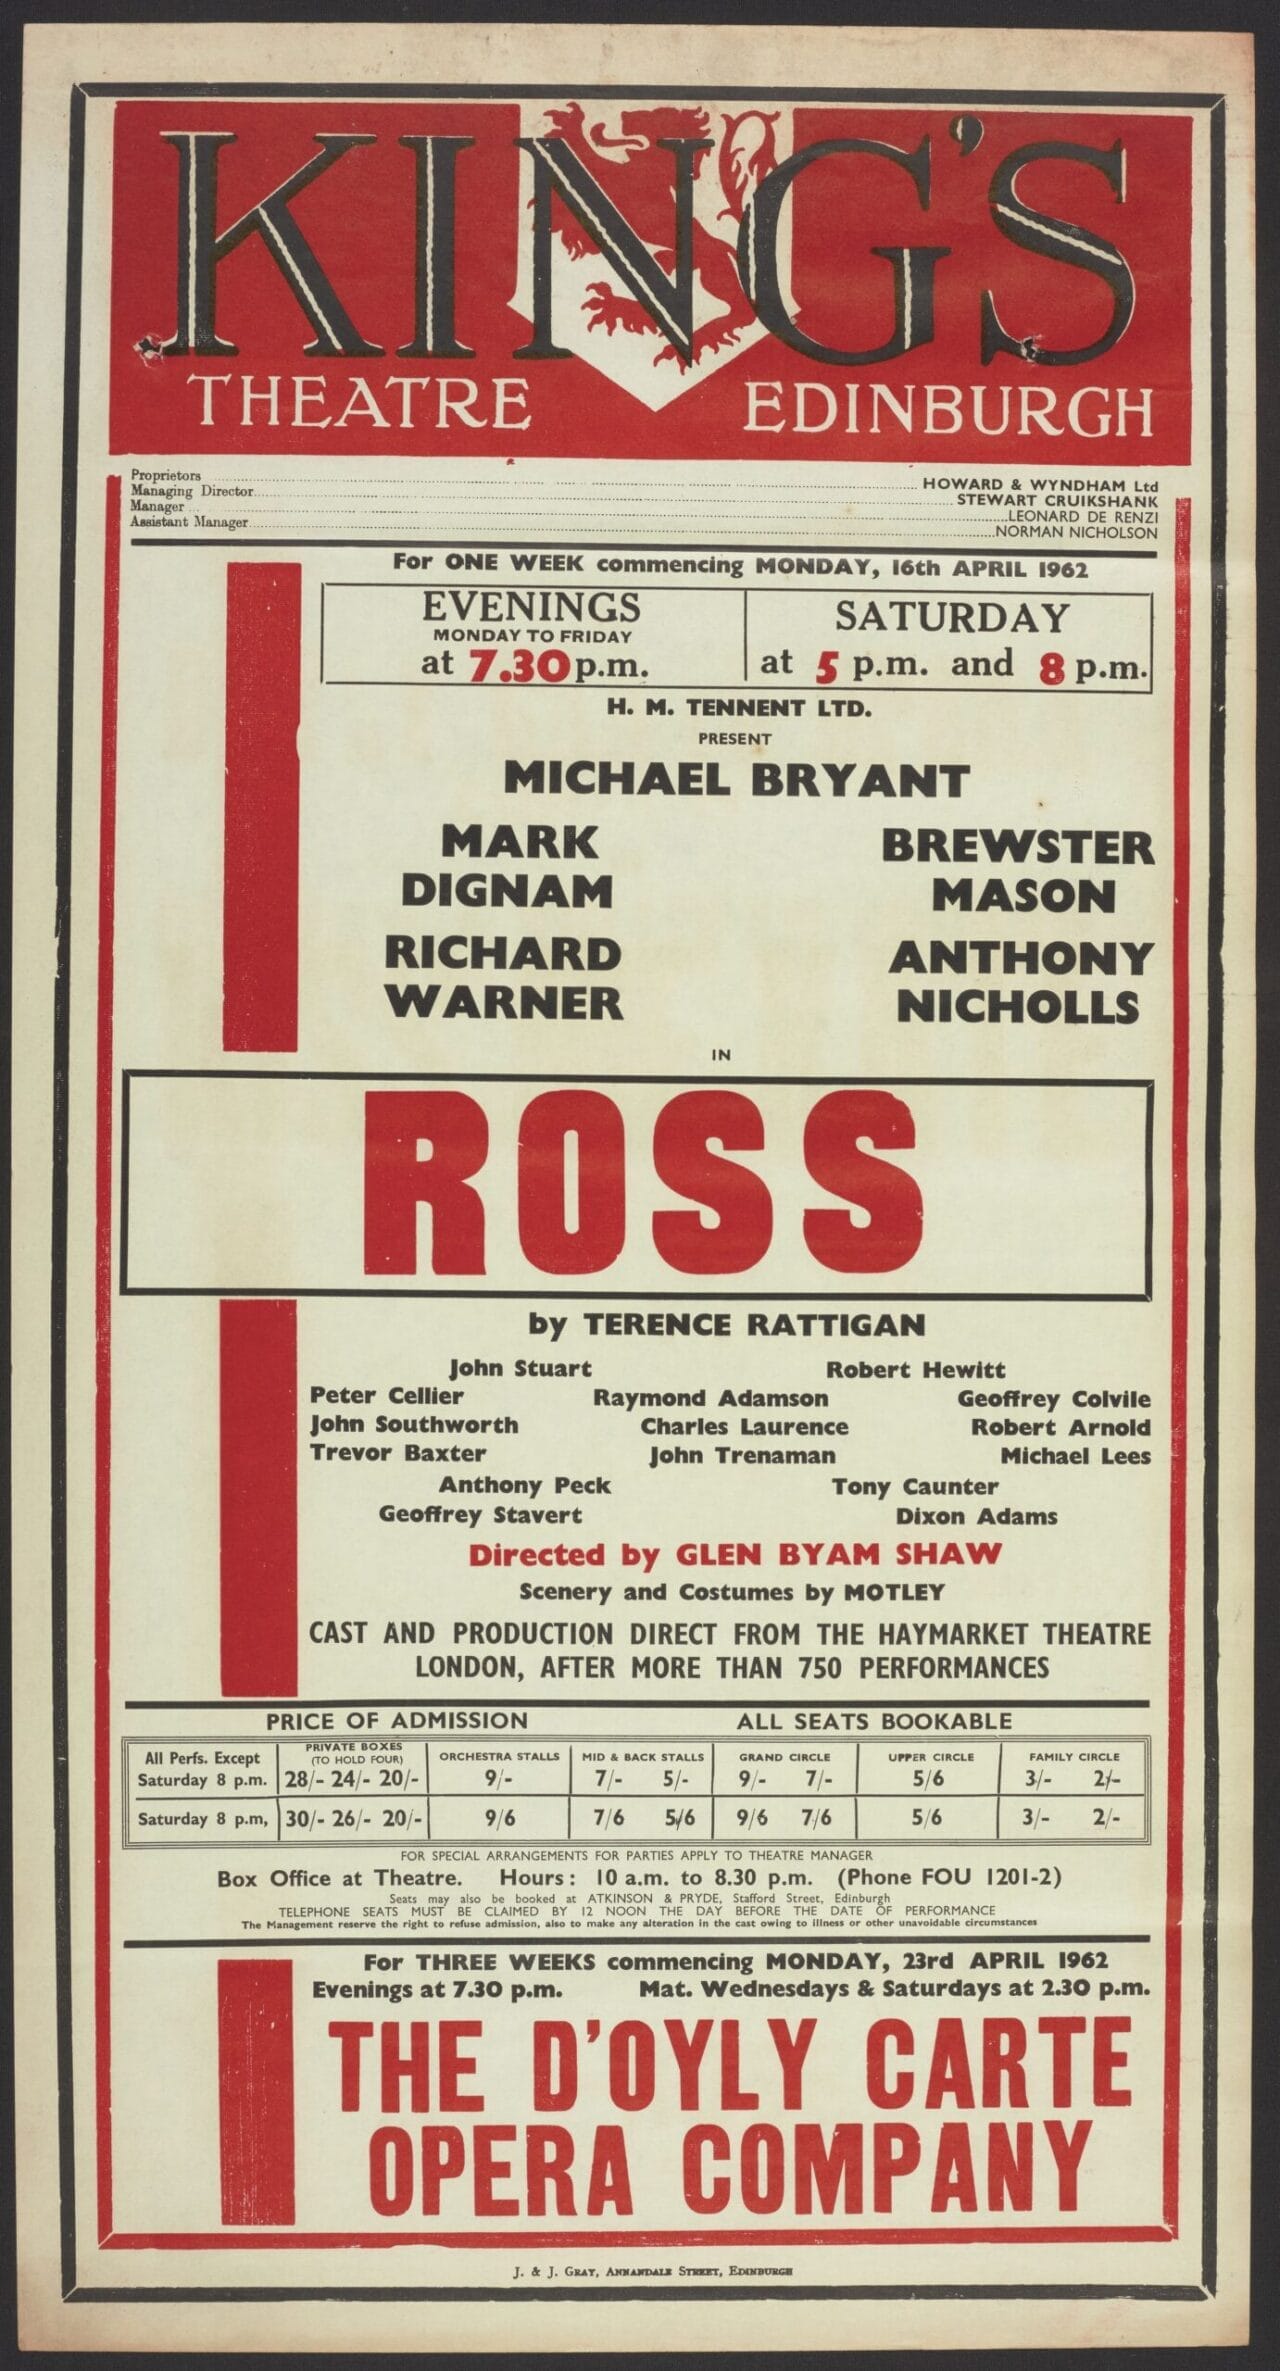 KING'S
THEATRE EDINBURGH
Proprietors HOWARD & WYNDHAM Ltd
Managing Director STEWART CRUIKSHANK
Manager LEONARD DE RENZI
Assistant Manager NORMAN NICHOLSON
For ONE WEEK commencing MONDAY, 16th APRIL 1962
EVENINGS
MONDAY TO FRIDAY
at 7.30 p.m.
SATURDAY
at 5 p.m. and 8 p.m.
H. M. TENNENT LTD.
PRESENT
MICHAEL BRYANT
MARK
DIGNAM
BREWSTER
MASON
RICHARD
WARNER
ANTHONY
NICHOLLS
IN
ROSS
by TERENCE RATTIGAN
John Stuart Robert Hewitt
Peter Cellier Raymond Adamson Geoffrey Colvile
John Southworth Charles Laurence Robert Arnold
Trevor Baxter John Trenaman Michael Lees
Anthony Peck Tony Caunter
Geoffrey Stavert Dixon Adams
Directed by GLEN BYAM SHAW
Scenery and Costumes by MOTLEY
CAST AND PRODUCTION DIRECT FROM THE HAYMARKET THEATRE
LONDON, AFTER MORE THAN 750 PERFORMANCES
PRICE OF ADMISSION ALL SEATS BOOKABLE
All Perfs. Except
Saturday 8 p.m.
PRIVATE BOXES
(TO HOLD FOUR)
28/- 24/- 20/-
ORCHESTRA STALLS
9/-
MID & BACK STALLS
7/- 5/-
GRAND CIRCLE
9/- 7/-
UPPER CIRCLE
5/6
FAMILY CIRCLE
3/- 2/-
Saturday 8 p.m, 30/- 26/- 20/- 9/6 7/6 5/6 9/6 7/6 5/6 3/- 2/-
FOR SPECIAL ARRANGEMENTS FOR PARTIES APPLY TO THEATRE MANAGER
Box Office at Theatre. Hours: 10 a.m. to 8.30 p.m. (Phone FOU 1201-2)
Seats may also be booked at ATKINSON & PRYDE, Stafford Street, Edinburgh
TELEPHONE SEATS MUST BE CLAIMED BY 12 NOON THE DAY BEFORE THE DATE OF PERFORMANCE
The Management reserve the right to refuse admission, also to make any alteration in the cast owing to illness or other unavoidable circumstances
For THREE WEEKS commencing MONDAY, 23rd APRIL 1962
Evenings at 7.30 p.m. Mat. Wednesdays & Saturdays at 2.30 p.m.
THE D'OYLY CARTE
OPERA COMPANY
J. & J. GRAY, ANNANDALE STREET, EDINBURGH